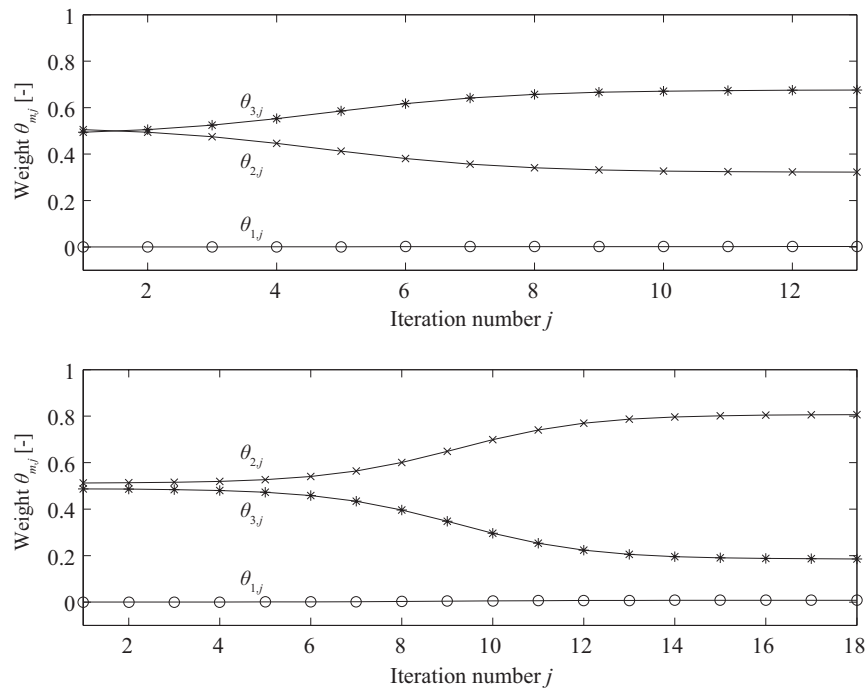 1
0.8
0.6
0.4
0.2
0
Weight θm,j [-]
θ3,j
θ2,j
θ1,j
2 4 6 8 10 12
Iteration number j
1
0.8
0.6
0.4
0.2
0
Weight θm,j [-]
θ2,j
θ3,j
θ1,j
2 4 6 8 10 12 14 16 18
Iteration number j